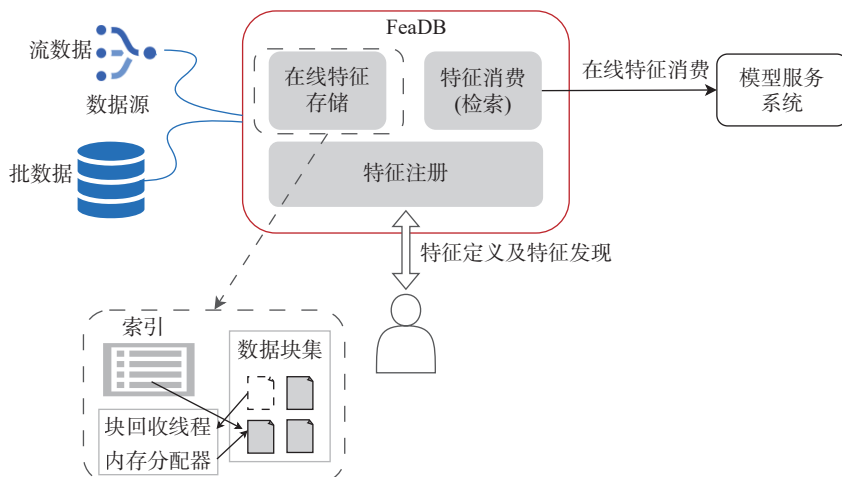 FeaDB
流数据
数据源
批数据
在线特征
存储
特征消费
(检索)
特征注册
在线特征消费
模型服务
系统
特征定义及特征发现
索引
数据块集
块回收线程
内存分配器